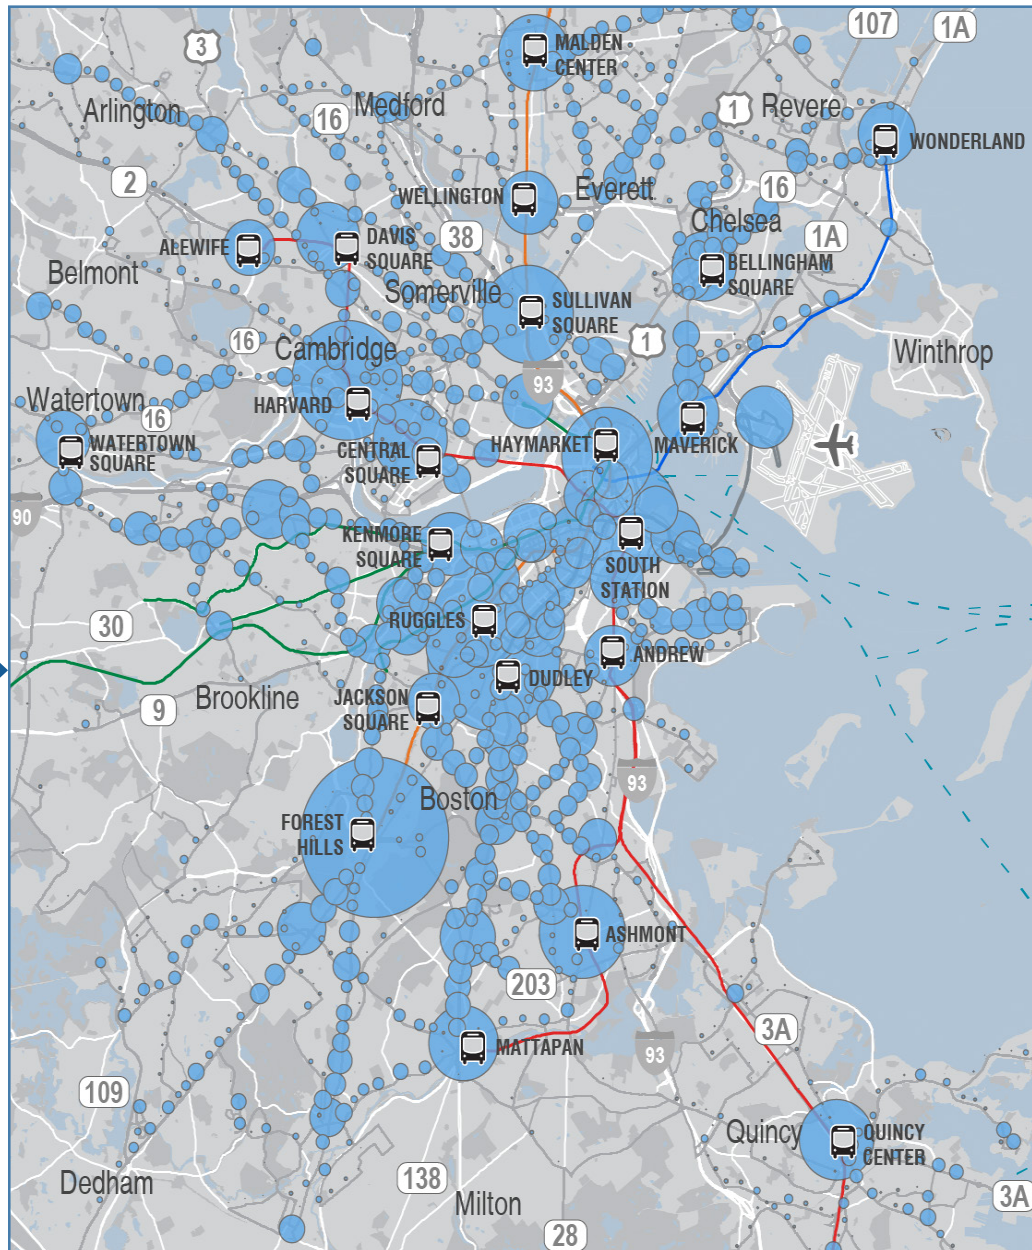 107
1A
3
MALDEN
CENTER
1
Revere
Arlington
16
Medford
WONDERLAND
2
WELLINGTON
Everett
16
Chelsea
ALEWIFE
DAVIS
SQUARE
38
1A
Belmont
BELLINGHAM
SQUARE
Somerville
SULLIVAN
SQUARE
16
Cambridge
1
Winthrop
93
Watertown
16
HARVARD
WATERTOWN
SQUARE
CENTRAL
SQUARE
HAYMARKET
MAVERICK
90
KENMORE
SQUARE
SOUTH
STATION
30
RUGGLES
ANDREW
DUDLEY
Brookline
9
JACKSON
SQUARE
93
Boston
FOREST
HILLS
ASHMONT
203
3A
MATTAPAN
93
109
Quincy
QUINCY
CENTER
Dedham
138
Milton
3A
28